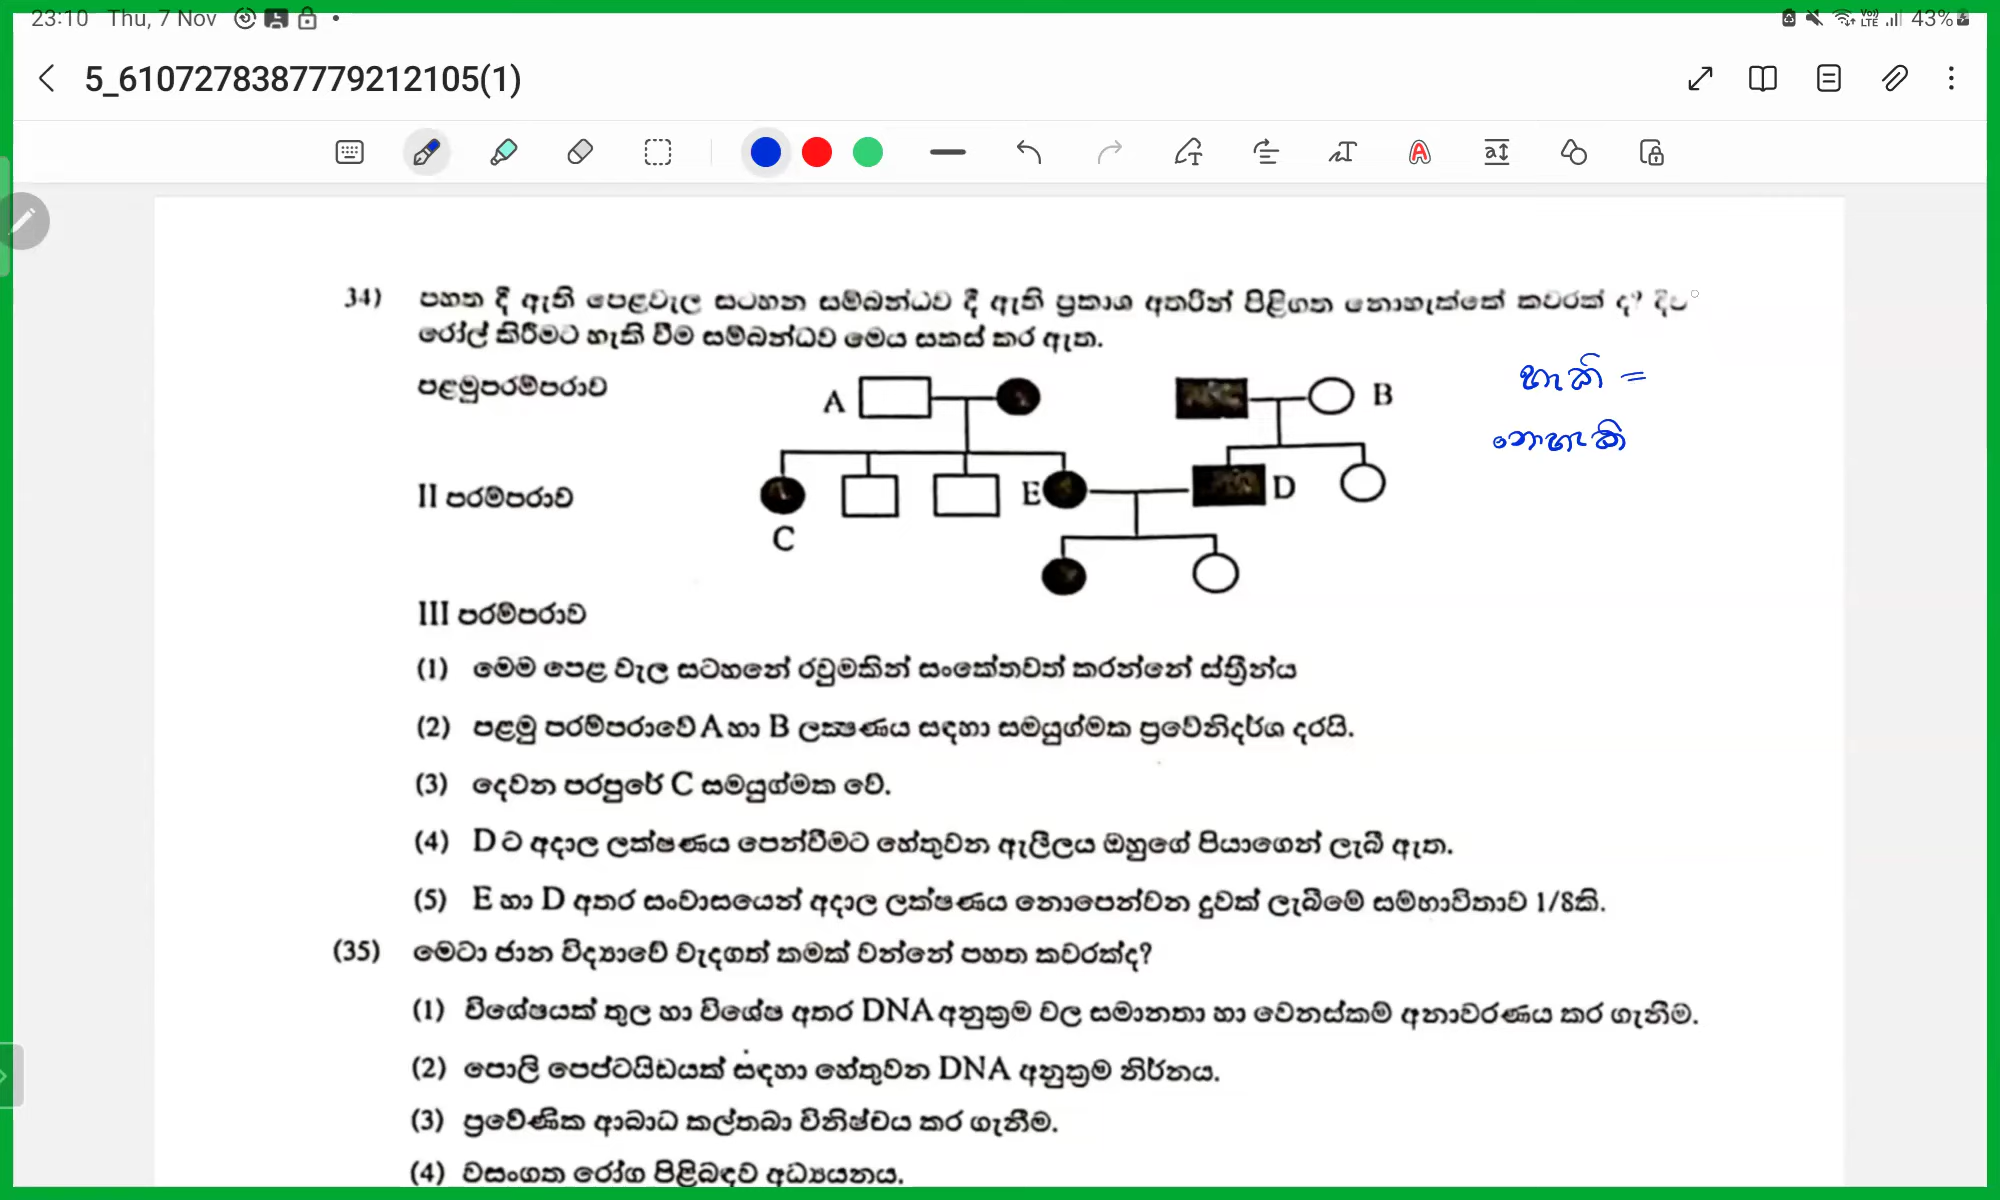 23:10 Thu, 7 Nov
43%
5_6107278387779212105(1)
34) පහත දී ඇති පෙළවැල සටහන සම්බන්ධව දී ඇති ප්‍රකාශ අතරින් පිළිගත නොහැක්කේ කවරක් ද?
රෝල් කිරීමට හැකි වීම සම්බන්ධව මෙය සකස් කර ඇත.
හැකි =
නොහැකි
පළමුපරම්පරාව
A
B
II පරම්පරාව
E
D
C
III පරම්පරාව
(1) මෙම පෙළ වැල සටහනේ රවුමකින් සංකේතවත් කරන්නේ ස්ත්‍රීන්ය
(2) පළමු පරම්පරාවේ A හා B ලක්‍ෂණය සඳහා සමයුග්මක ප්‍රවේනිදර්ශ දරයි.
(3) දෙවන පරපුරේ C සමයුග්මක වේ.
(4) D ට අදාල ලක්ෂණය පෙන්වීමට හේතුවන ඇලීලය ඔහුගේ පියාගෙන් ලැබී ඇත.
(5) E හා D අතර සංවාසයෙන් අදාල ලක්ෂණය නොපෙන්වන දුවක් ලැබීමේ සම්භාවිතාව 1/8කි.
(35) මෙටා ජාන විද්‍යාවේ වැදගත් කමක් වන්නේ පහත කවරක්ද?
(1) විශේෂයක් තුල හා විශේෂ අතර DNA අනුක්‍රම වල සමානතා හා වෙනස්කම් අනාවරණය කර ගැනීම.
(2) පොලි පෙප්ටයිඩයක් සඳහා හේතුවන DNA අනුක්‍රම නිර්නය.
(3) ප්‍රවේණික ආබාධ කල්තබා විනිෂ්චය කර ගැනීම.
(4) වසංගත රෝග පිළිබඳව අධ්‍යයනය.